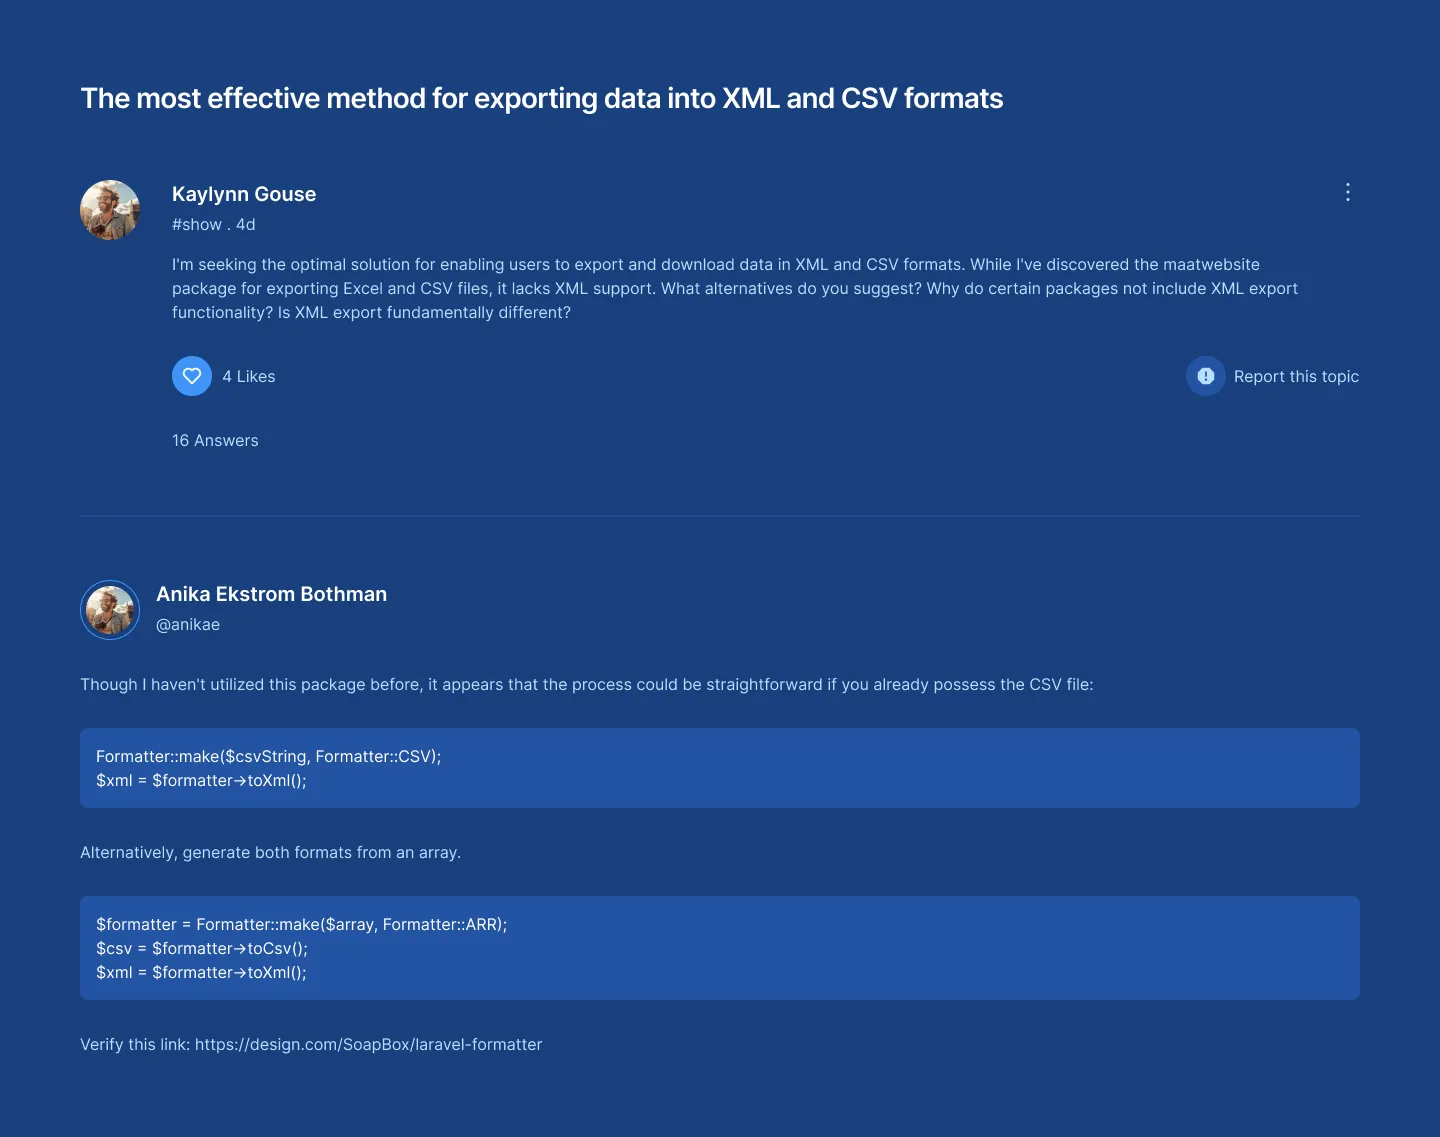 The most effective method for exporting data into XML and CSV formats
Kaylynn Gouse
#show . 4d
I'm seeking the optimal solution for enabling users to export and download data in XML and CSV formats. While I've discovered the maatwebsite
package for exporting Excel and CSV files, it lacks XML support. What alternatives do you suggest? Why do certain packages not include XML export
functionality? Is XML export fundamentally different?
4 Likes
Report this topic
16 Answers
Anika Ekstrom Bothman
@anikae
Though I haven't utilized this package before, it appears that the process could be straightforward if you already possess the CSV file:
Formatter::make($csvString, Formatter::CSV);
$xml = $formatter→toXml();
Alternatively, generate both formats from an array.
$formatter = Formatter::make($array, Formatter::ARR);
$csv = $formatter→toCsv();
$xml = $formatter→toXml();
Verify this link: https://design.com/SoapBox/laravel-formatter